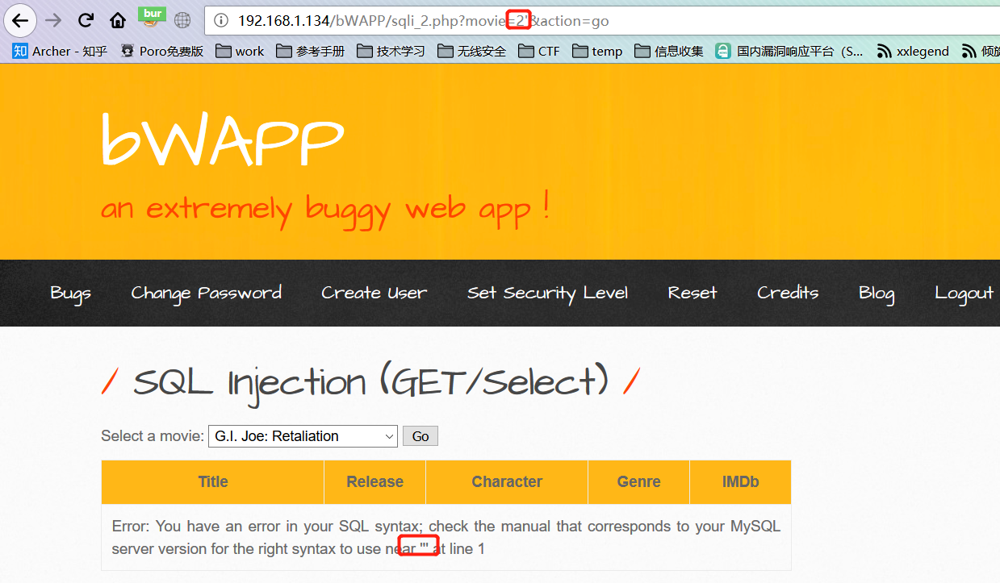 bur
192.168.1.134/bWAPP/sqli_2.php?movie=2'&action=go
知 Archer - 知乎 Poro免费版 work 参考手册 技术学习 无线安全 CTF temp 信息收集 国内漏洞响应平台（S... xxlegend 倾旋
bWAPP
an extremely buggy web app !
Bugs Change Password Create User Set Security Level Reset Credits Blog Logout
/ SQL Injection (GET/Select) /
Select a movie: G.I. Joe: Retaliation Go
Title Release Character Genre IMDb
Error: You have an error in your SQL syntax; check the manual that corresponds to your MySQL
server version for the right syntax to use near ''' at line 1